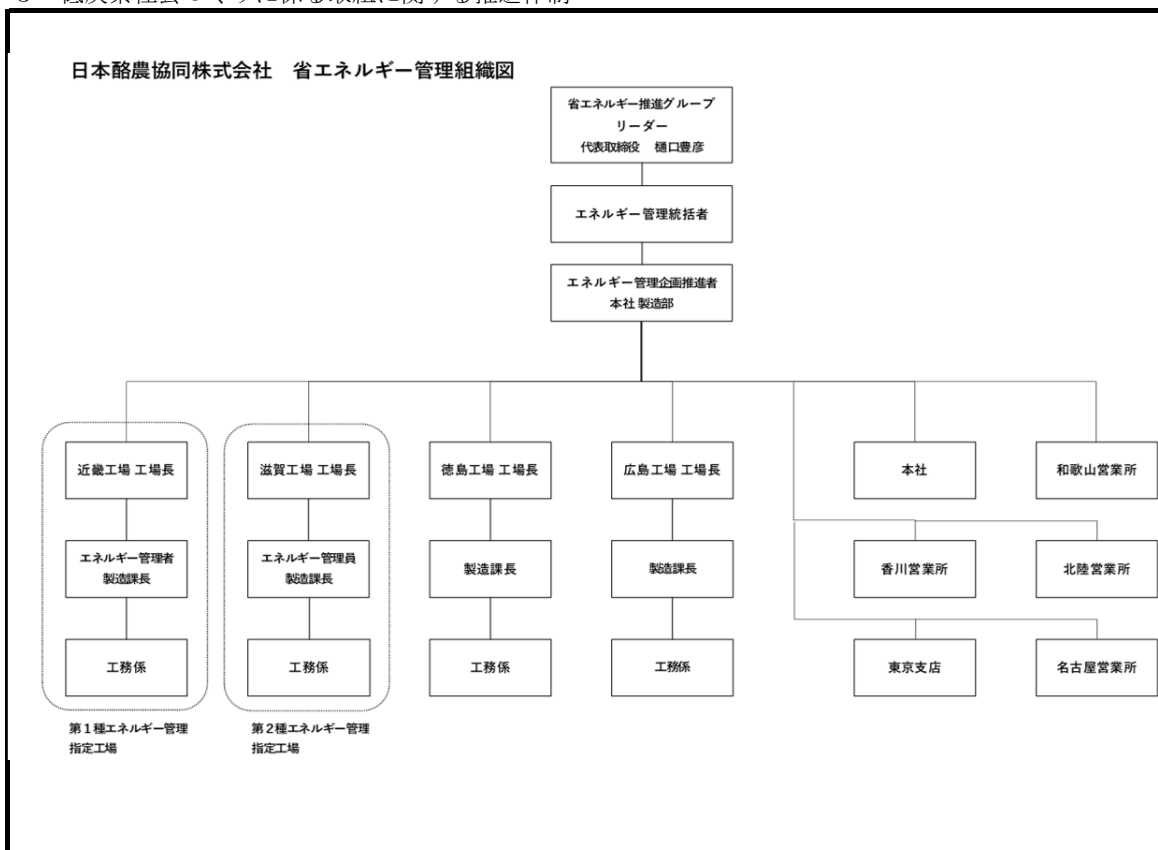 日本酪農協同株式会社　省エネルギー管理組織図
省エネルギー推進グループ
リーダー
代表取締役　樋口豊彦
エネルギー管理統括者
エネルギー管理企画推進者
本社 製造部
近畿工場 工場長
滋賀工場 工場長
徳島工場 工場長
広島工場 工場長
本社
和歌山営業所
エネルギー管理者
製造課長
エネルギー管理員
製造課長
製造課長
製造課長
香川営業所
北陸営業所
工務係
工務係
工務係
工務係
東京支店
名古屋営業所
第1種エネルギー管理
指定工場
第2種エネルギー管理
指定工場